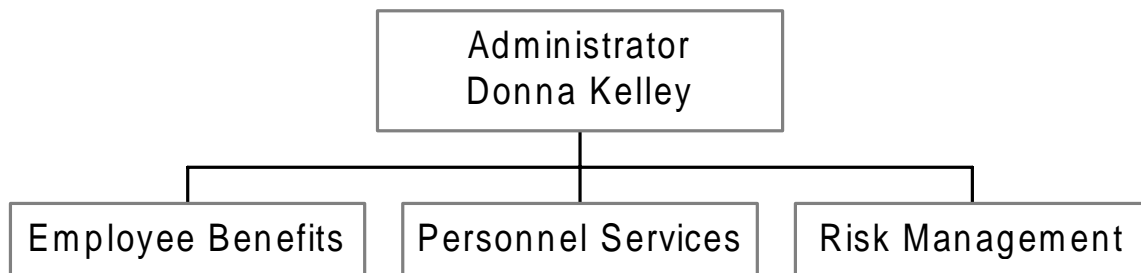 Administrator
Donna Kelley
Employee Benefits
Personnel Services
Risk Management